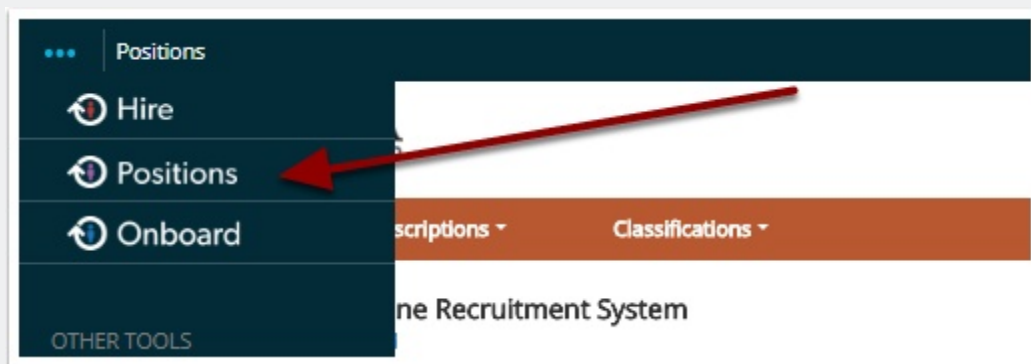 Positions
Hire
Positions
Onboard
scriptions Classifications
ne Recruitment System
OTHER TOOLS